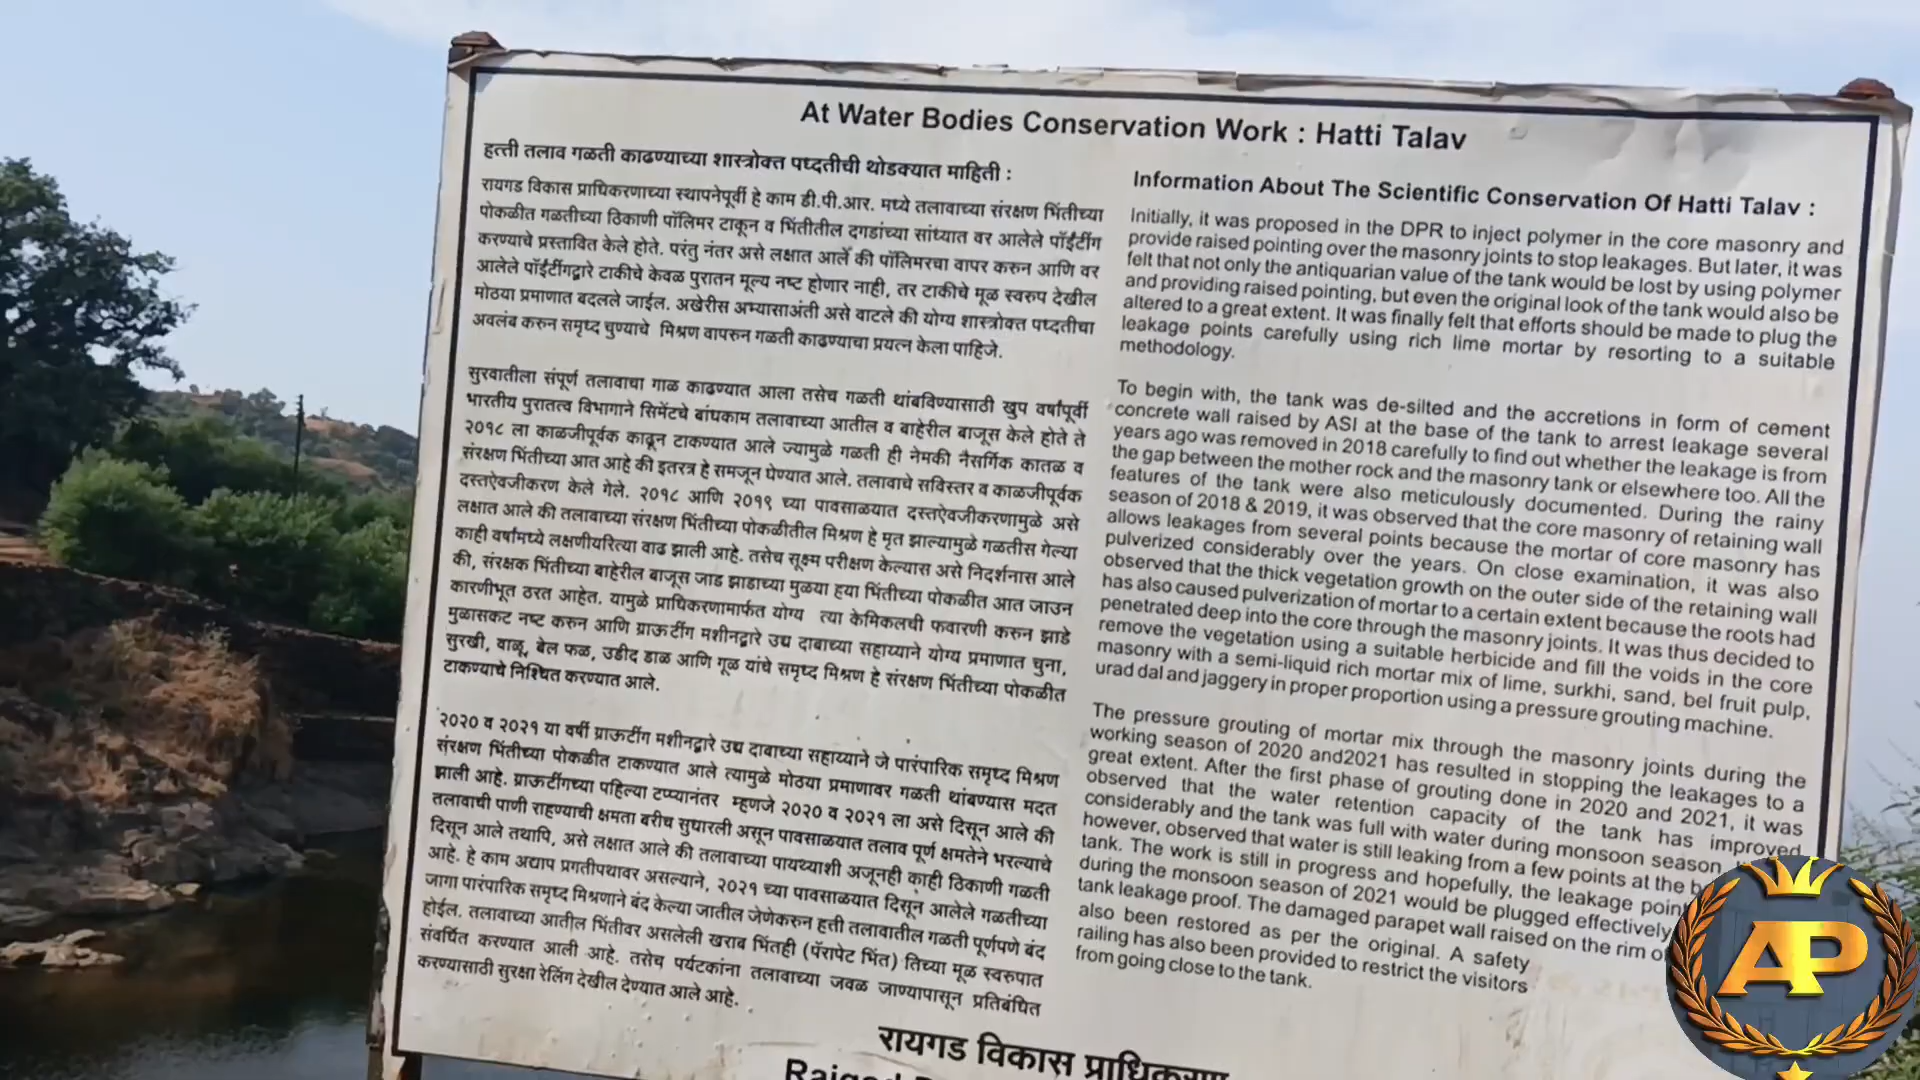 At Water Bodies Conservation Work : Hatti Talav
हत्ती तलाव गळती काढण्याच्या शास्त्रोक्त पध्दतीची थोडक्यात माहिती :
रायगड विकास प्राधिकरणाच्या स्थापनेपूर्वी हे काम डी.पी.आर. मध्ये तलावाच्या संरक्षण भिंतीच्या
पोकळीत गळतीच्या ठिकाणी पॉलिमर टाकून व भिंतीतील दगडांच्या सांध्यात वर आलेले पॉईंटींग
करण्याचे प्रस्तावित केले होते. परंतु नंतर असे लक्षात आले की पॉलिमरचा वापर करुन आणि वर
आलेले पॉईंटींगद्वारे टाकीचे केवळ पुरातन मूल्य नष्ट होणार नाही, तर टाकीचे मूळ स्वरुप देखील
मोठया प्रमाणात बदलले जाईल. अखेरीस अभ्यासाअंती असे वाटले की योग्य शास्त्रोक्त पध्दतीचा
अवलंब करुन समृध्द चुण्याचे मिश्रण वापरुन गळती काढण्याचा प्रयत्न केला पाहिजे.
सुरवातीला संपूर्ण तलावाचा गाळ काढण्यात आला तसेच गळती थांबविण्यासाठी खुप वर्षांपूर्वी
भारतीय पुरातत्व विभागाने सिमेंटचे बांधकाम तलावाच्या आतील व बाहेरील बाजूस केले होते ते
२०१८ ला काळजीपूर्वक काढून टाकण्यात आले ज्यामुळे गळती ही नेमकी नैसर्गिक कातळ व
संरक्षण भिंतीच्या आत आहे की इतरत्र हे समजून घेण्यात आले. तलावाचे सविस्तर व काळजीपूर्वक
दस्तऐवजीकरण केले गेले. २०१८ आणि २०१९ च्या पावसाळयात दस्तऐवजीकरणामुळे असे
लक्षात आले की तलावाच्या संरक्षण भिंतीच्या पोकळीतील मिश्रण हे मृत झाल्यामुळे गळतीस गेल्या
काही वर्षांमध्ये लक्षणीयरित्या वाढ झाली आहे. तसेच सूक्ष्म परीक्षण केल्यास असे निदर्शनास आले
की, संरक्षक भिंतीच्या बाहेरील बाजूस जाड झाडाच्या मुळया हया भिंतीच्या पोकळीत आत जाउन
कारणीभूत ठरत आहेत. यामुळे प्राधिकरणामार्फत योग्य त्या केमिकलची फवारणी करुन झाडे
मुळासकट नष्ट करुन आणि ग्राऊटींग मशीनद्वारे उच्च दाबाच्या सहाय्याने योग्य प्रमाणात चुना,
सुरखी, वाळू, बेल फळ, उडीद डाळ आणि गूळ यांचे समृध्द मिश्रण हे संरक्षण भिंतीच्या पोकळीत
टाकण्याचे निश्चित करण्यात आले.
२०२० व २०२१ या वर्षी ग्राऊटींग मशीनद्वारे उच्च दाबाच्या सहाय्याने जे पारंपारिक समृध्द मिश्रण
संरक्षण भिंतीच्या पोकळीत टाकण्यात आले त्यामुळे मोठया प्रमाणावर गळती थांबण्यास मदत
झाली आहे. ग्राऊटींगच्या पहिल्या टप्प्यानंतर म्हणजे २०२० व २०२१ ला असे दिसून आले की
तलावाची पाणी राहण्याची क्षमता बरीच सुधारली असून पावसाळयात तलाव पूर्ण क्षमतेने भरल्याचे
दिसून आले तथापि, असे लक्षात आले की तलावाच्या पायथ्याशी अजूनही काही ठिकाणी गळती
आहे. हे काम अद्याप प्रगतीपथावर असल्याने, २०२१ च्या पावसाळयात दिसून आलेले गळतीच्या
जागा पारंपारिक समृध्द मिश्रणाने बंद केल्या जातील जेणेकरुन हत्ती तलावातील गळती पूर्णपणे बंद
होईल. तलावाच्या आतील भिंतीवर असलेली खराब भिंतही (पॅरापेट भिंत) तिच्या मूळ स्वरुपात
संवर्धित करण्यात आली आहे. तसेच पर्यटकांना तलावाच्या जवळ जाण्यापासून प्रतिबंधित
करण्यासाठी सुरक्षा रेलिंग देखील देण्यात आले आहे.
Information About The Scientific Conservation Of Hatti Talav :
Initially, it was proposed in the DPR to inject polymer in the core masonry and
provide raised pointing over the masonry joints to stop leakages. But later, it was
felt that not only the antiquarian value of the tank would be lost by using polymer
and providing raised pointing, but even the original look of the tank would also be
altered to a great extent. It was finally felt that efforts should be made to plug the
leakage points carefully using rich lime mortar by resorting to a suitable
methodology.
To begin with, the tank was de-silted and the accretions in form of cement
concrete wall raised by ASI at the base of the tank to arrest leakage several
years ago was removed in 2018 carefully to find out whether the leakage is from
the gap between the mother rock and the masonry tank or elsewhere too. All the
features of the tank were also meticulously documented. During the rainy
season of 2018 & 2019, it was observed that the core masonry of retaining wall
allows leakages from several points because the mortar of core masonry has
pulverized considerably over the years. On close examination, it was also
observed that the thick vegetation growth on the outer side of the retaining wall
has also caused pulverization of mortar to a certain extent because the roots had
penetrated deep into the core through the masonry joints. It was thus decided to
remove the vegetation using a suitable herbicide and fill the voids in the core
masonry with a semi-liquid rich mortar mix of lime, surkhi, sand, bel fruit pulp,
urad dal and jaggery in proper proportion using a pressure grouting machine.
The pressure grouting of mortar mix through the masonry joints during the
working season of 2020 and2021 has resulted in stopping the leakages to a
great extent. After the first phase of grouting done in 2020 and 2021, it was
observed that the water retention capacity of the tank has improved
considerably and the tank was full with water during monsoon season
however, observed that water is still leaking from a few points at the
tank. The work is still in progress and hopefully, the leakage
during the monsoon season of 2021 would be plugged effectively
tank leakage proof. The damaged parapet wall raised on the rim
also been restored as per the original. A safety
railing has also been provided to restrict the visitors
from going close to the tank.
रायगड विकास प्राधिकरण
AP